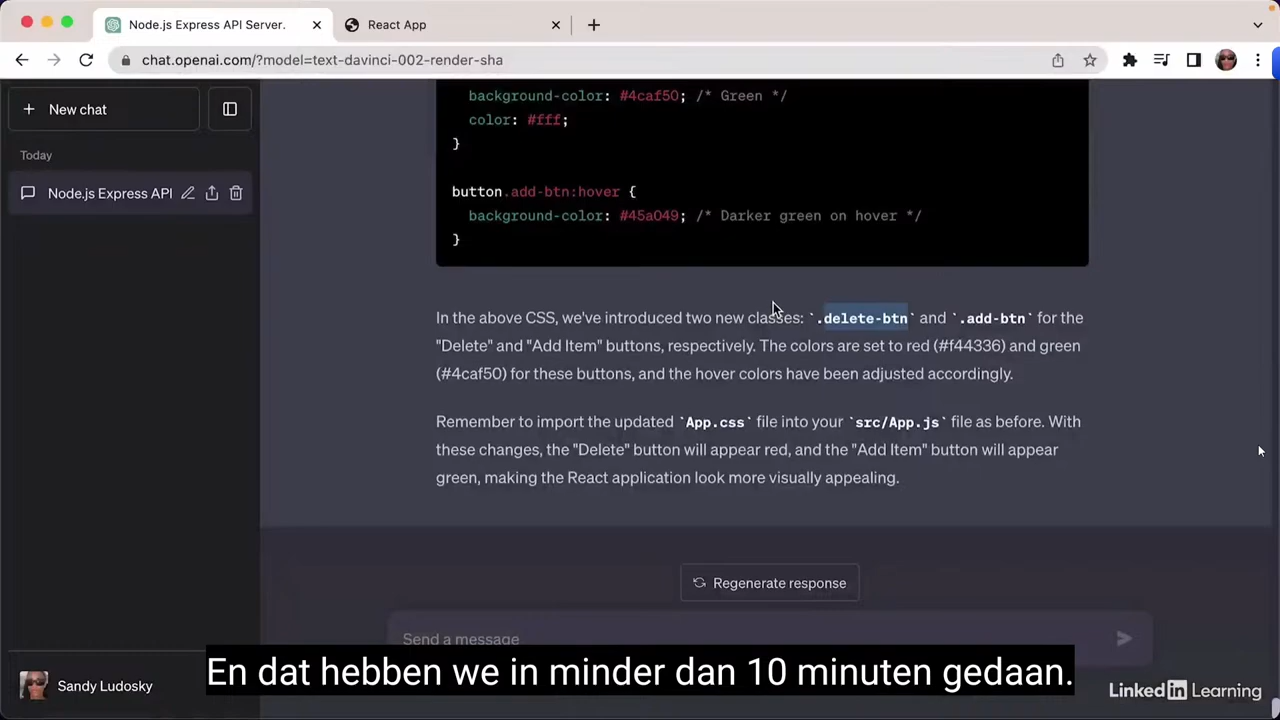 Node.js Express API Server.
React App
chat.openai.com/?model=text-davinci-002-render-sha
New chat
Today
Node.js Express API
background-color: #4caf50; /* Green */
color: #fff;
}
button.add-btn:hover {
background-color: #45a049; /* Darker green on hover */
}
In the above CSS, we've introduced two new classes: `.delete-btn` and `.add-btn` for the
"Delete" and "Add Item" buttons, respectively. The colors are set to red (#f44336) and green
(#4caf50) for these buttons, and the hover colors have been adjusted accordingly.
Remember to import the updated `App.css` file into your `src/App.js` file as before. With
these changes, the "Delete" button will appear red, and the "Add Item" button will appear
green, making the React application look more visually appealing.
Regenerate response
Send a message
En dat hebben we in minder dan 10 minuten gedaan.
Sandy Ludosky
LinkedIn Learning